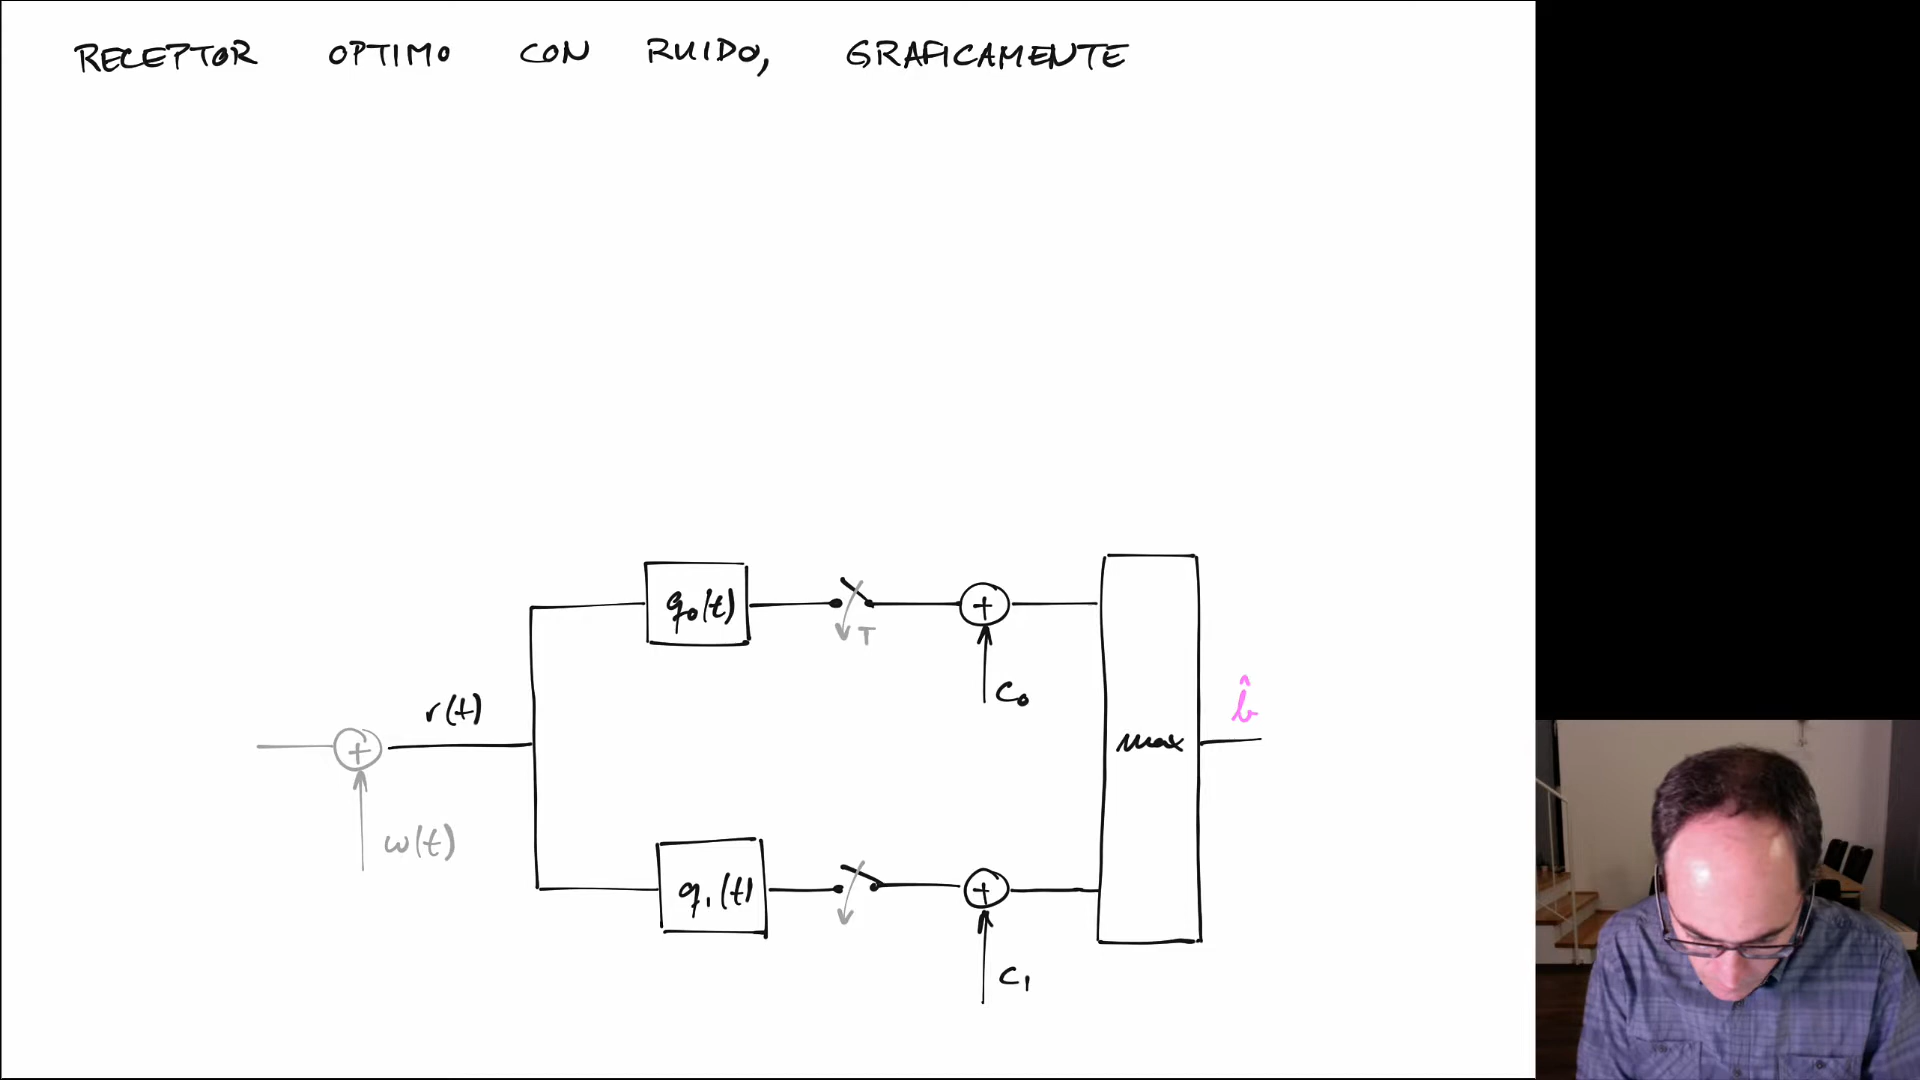 RECEPTOR OPTIMO CON RUIDO, GRAFICAMENTE
q₀(t)
T
+
c₀
r(t)
b̂
+
max
w(t)
q₁(t)
+
c₁